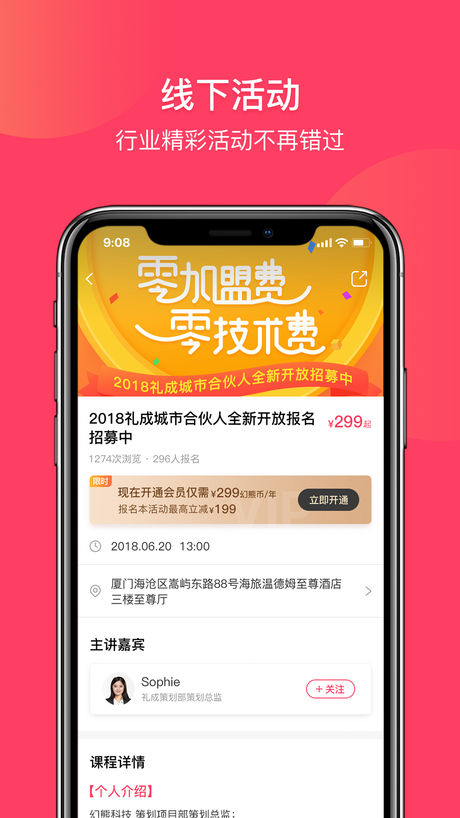 线下活动
行业精彩活动不再错过
9:08
零加盟费
零技术费
2018礼成城市合伙人全新开放招募中
2018礼成城市合伙人全新开放报名
招募中
¥299起
1274次浏览 · 296人报名
限时
现在开通会员仅需 ¥299幻熊币/年
报名本活动最高立减¥199
VIP
立即开通
2018.06.20 13:00
厦门海沧区嵩屿东路88号海旅温德姆至尊酒店
三楼至尊厅
主讲嘉宾
Sophie
礼成策划部策划总监
+关注
课程详情
【个人介绍】
幻熊科技 策划项目部策划总监；